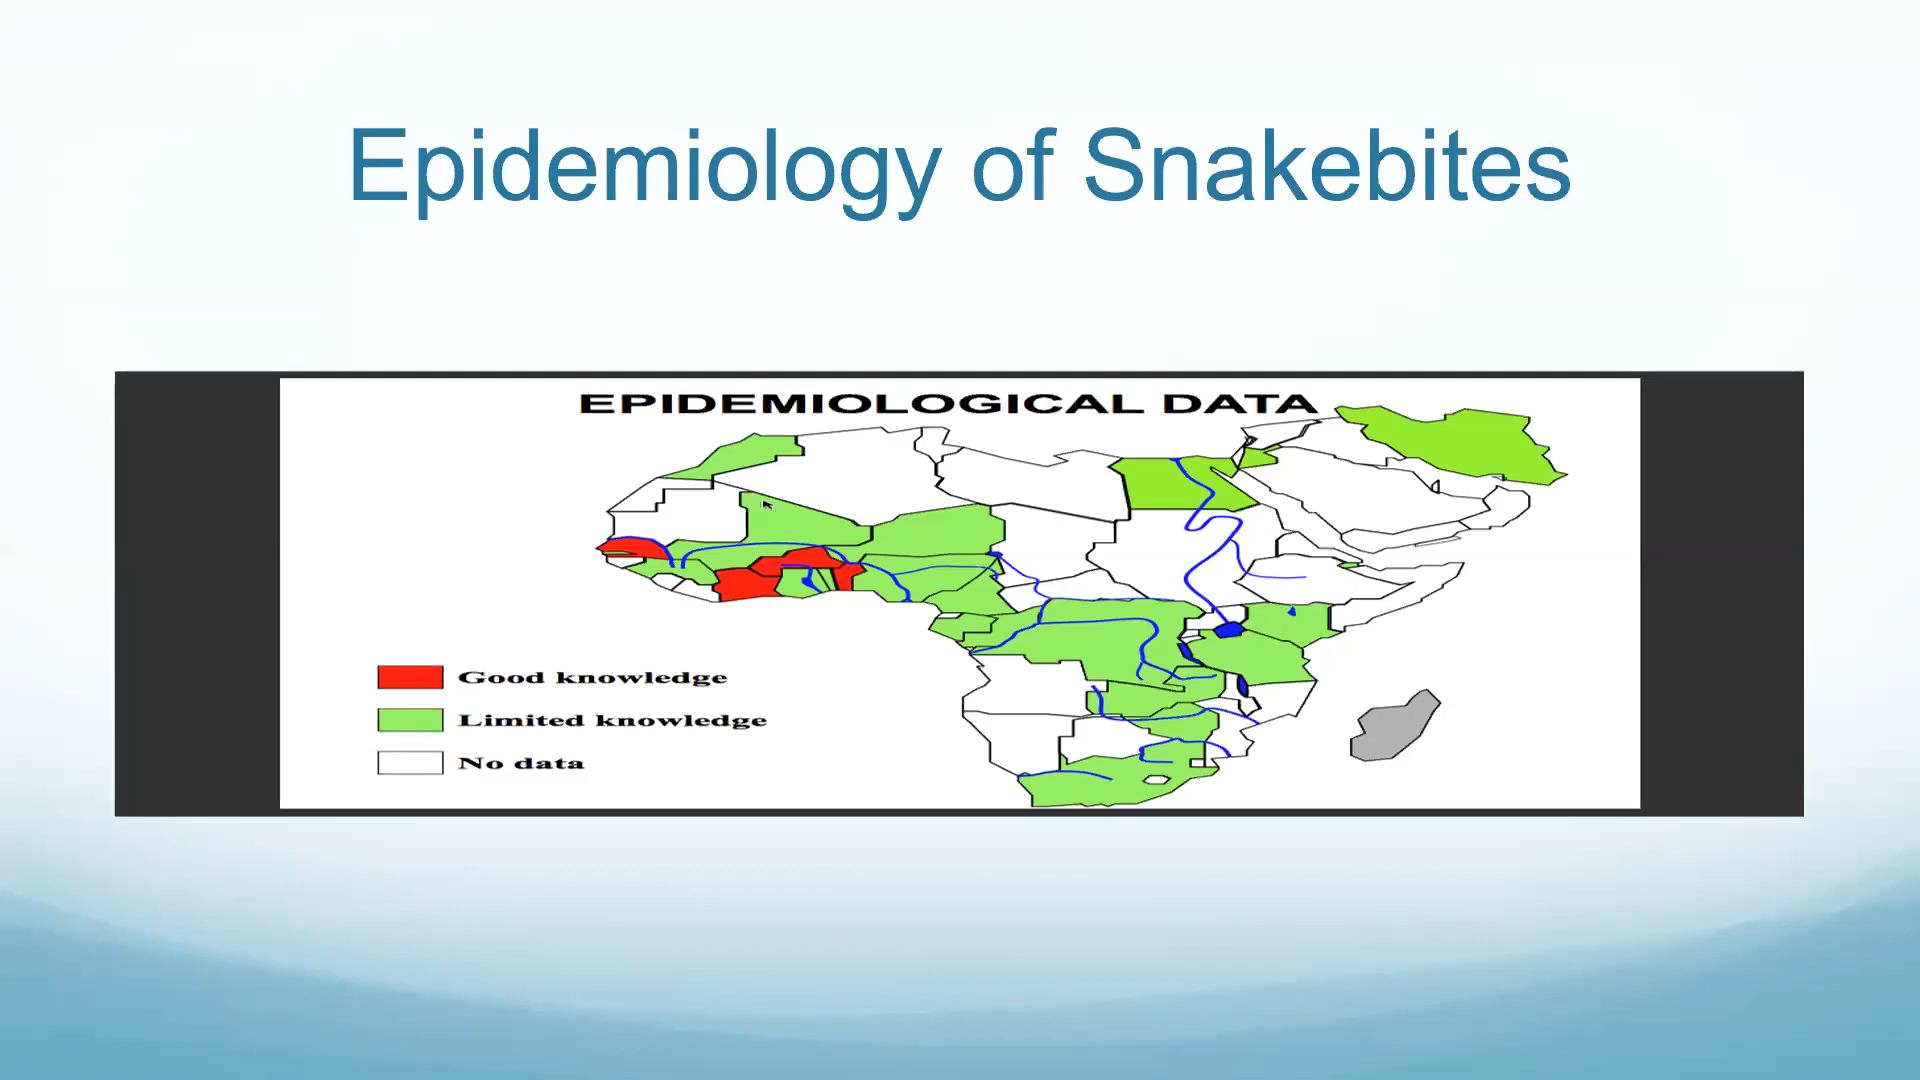 Epidemiology of Snakebites
EPIDEMIOLOGICAL DATA
Good knowledge
Limited knowledge
No data